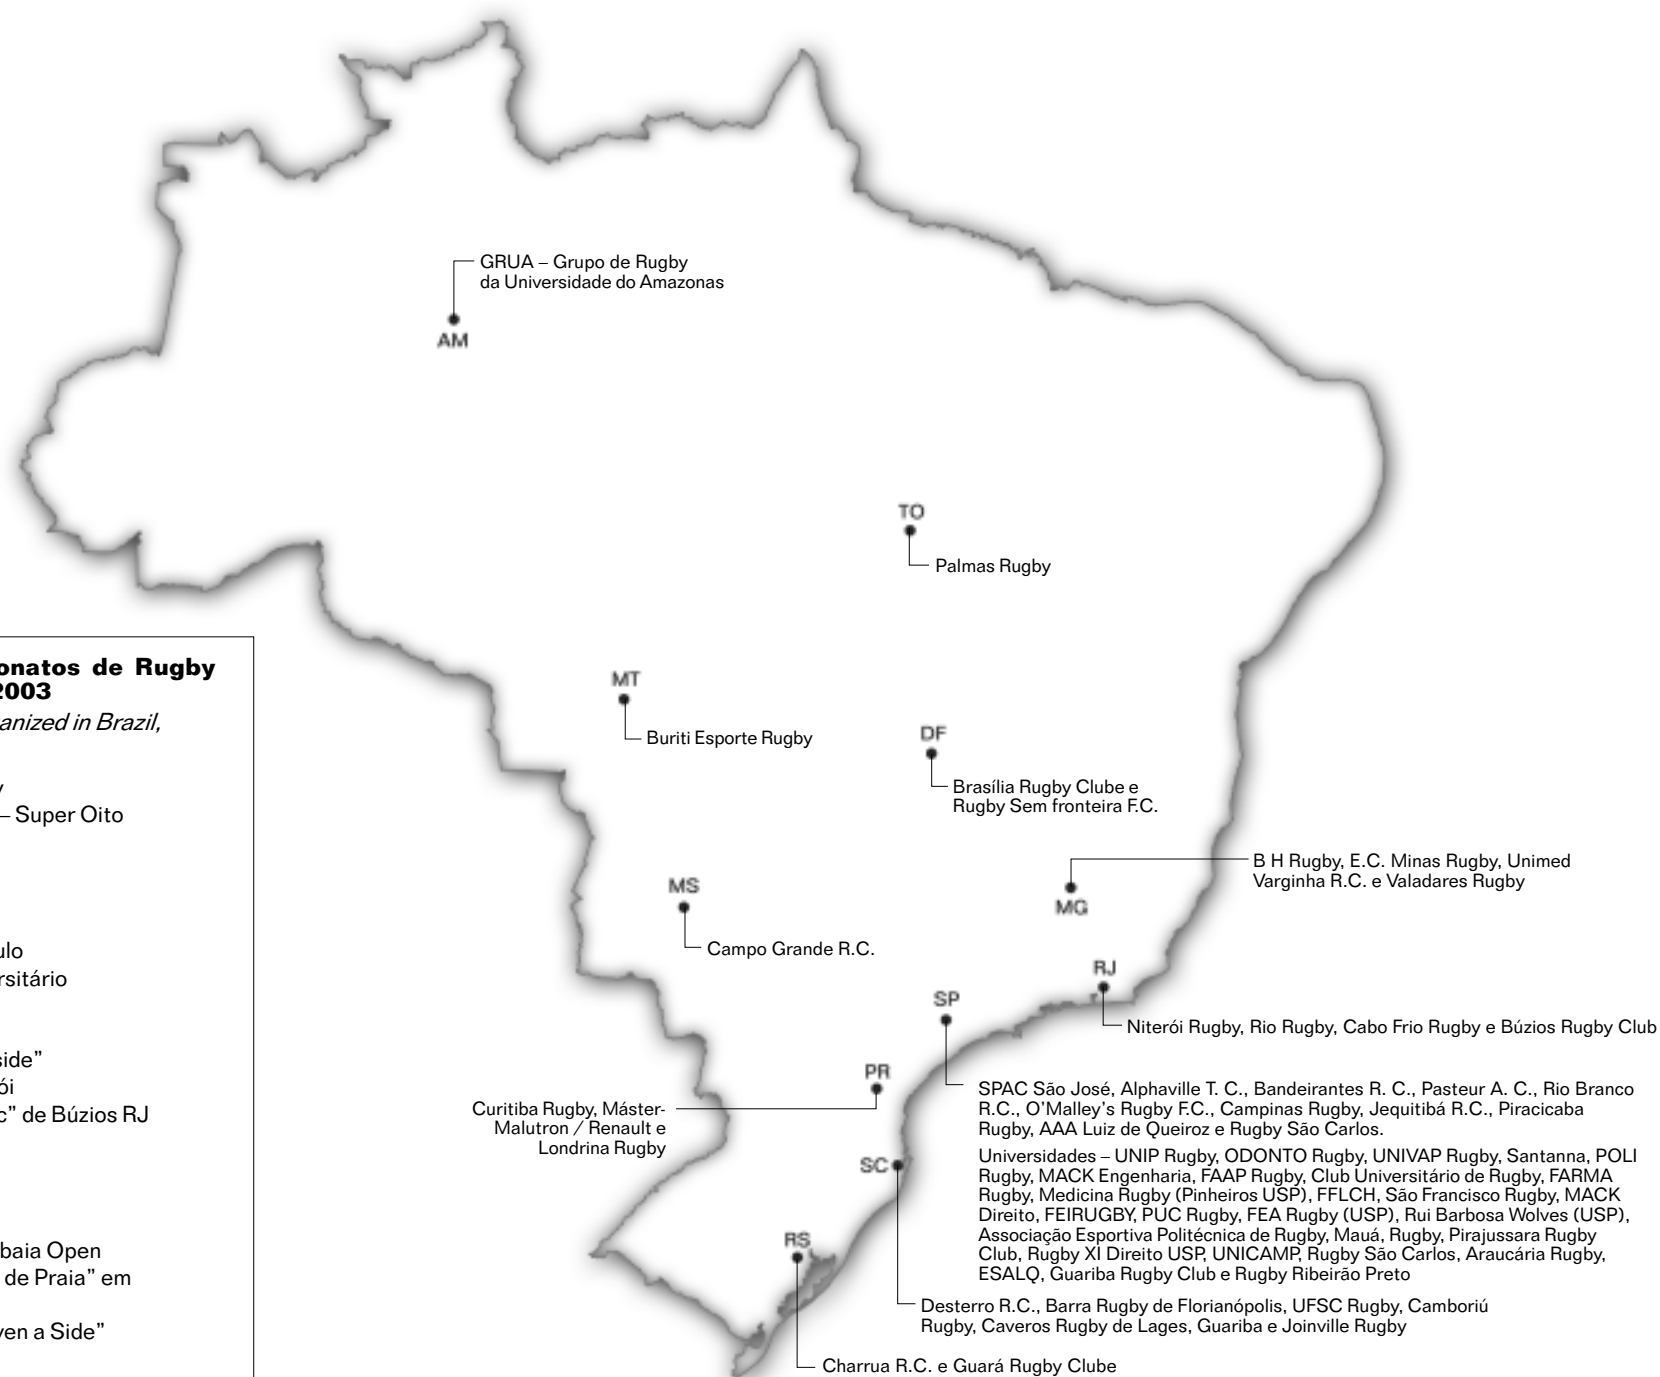 GRUA – Grupo de Rugby
da Universidade do Amazonas
AM
TO
Palmas Rugby
MT
Buriti Esporte Rugby
DF
Brasília Rugby Clube e
Rugby Sem fronteira F.C.
B H Rugby, E.C. Minas Rugby, Unimed
Varginha R.C. e Valadares Rugby
MG
MS
Campo Grande R.C.
RJ
Niterói Rugby, Rio Rugby, Cabo Frio Rugby e Búzios Rugby Club
SP
SPAC São José, Alphaville T. C., Bandeirantes R. C., Pasteur A. C., Rio Branco
R.C., O'Malley's Rugby F.C., Campinas Rugby, Jequitibá R.C., Piracicaba
Rugby, AAA Luiz de Queiroz e Rugby São Carlos.
Universidades – UNIP Rugby, ODONTO Rugby, UNIVAP Rugby, Santanna, POLI
Rugby, MACK Engenharia, FAAP Rugby, Club Universitário de Rugby, FARMA
Rugby, Medicina Rugby (Pinheiros USP), FFLCH, São Francisco Rugby, MACK
Direito, FEIRUGBY, PUC Rugby, FEA Rugby (USP), Rui Barbosa Wolves (USP),
Associação Esportiva Politécnica de Rugby, Mauá, Rugby, Pirajussara Rugby
Club, Rugby XI Direito USP, UNICAMP, Rugby São Carlos, Araucária Rugby,
ESALQ, Guariba Rugby Club e Rugby Ribeirão Preto
PR
Curitiba Rugby, Máster-
Malutron / Renault e
Londrina Rugby
SC
Desterro R.C., Barra Rugby de Florianópolis, UFSC Rugby, Camboriú
Rugby, Caveros Rugby de Lages, Guariba e Joinville Rugby
RS
Charrua R.C. e Guará Rugby Clube
onatos de Rugby
2003
anized in Brazil,
– Super Oito
ulo
rsitário
side”
ói
c” de Búzios RJ
baia Open
de Praia” em
ven a Side”